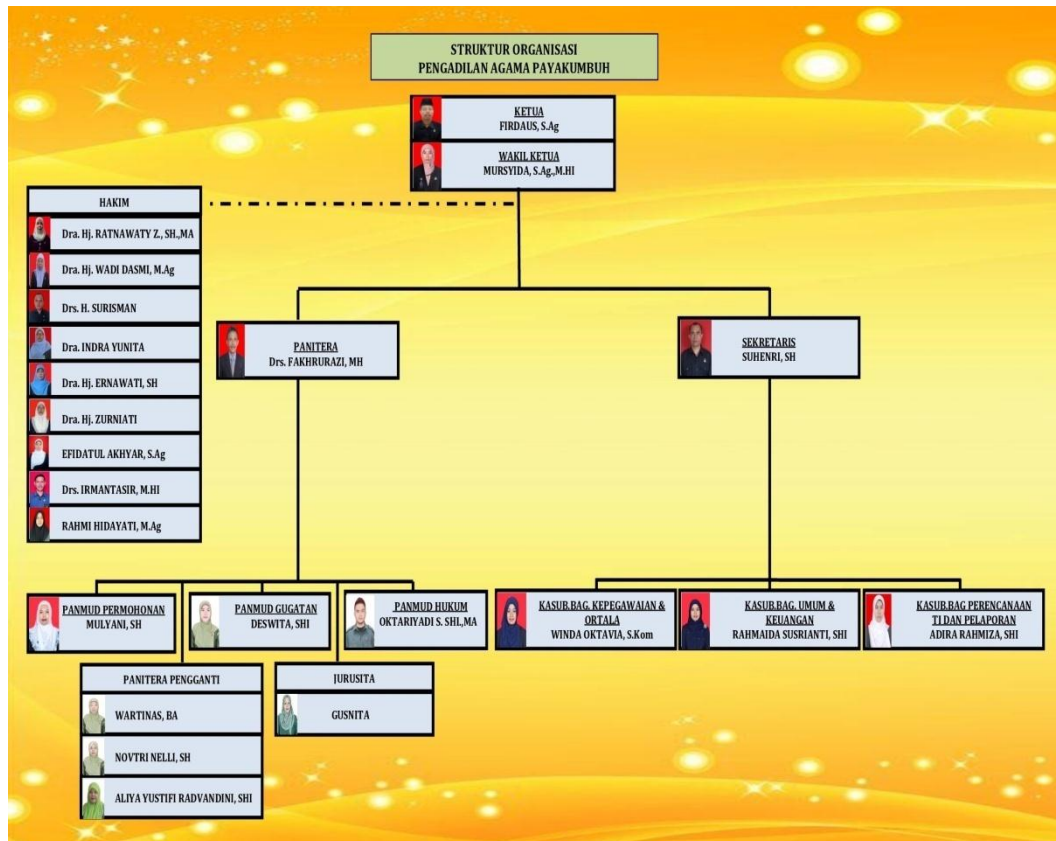 STRUKTUR ORGANISASI
PENGADILAN AGAMA PAYAKUMBUH
KETUA
FIRDAUS, S.Ag
WAKIL KETUA
MURSYIDA, S.Ag.,M.HI
HAKIM
Dra. Hj. RATNAWATY Z., SH.,MA
Dra. Hj. WADI DASMI, M.Ag
Drs. H. SURISMAN
Dra. INDRA YUNITA
Dra. Hj. ERNAWATI, SH
Dra. Hj. ZURNIATI
EFIDATUL AKHYAR, S.Ag
Drs. IRMANTASIR, M.HI
RAHMI HIDAYATI, M.Ag
PANITERA
Drs. FAKHRURAZI, MH
SEKRETARIS
SUHENRI, SH
PANMUD PERMOHONAN
MULYANI, SH
PANMUD GUGATAN
DESWITA, SHI
PANMUD HUKUM
OKTARIYADI S. SHI.,MA
KASUB.BAG. KEPEGAWAIAN &
ORTALA
WINDA OKTAVIA, S.Kom
KASUB.BAG. UMUM &
KEUANGAN
RAHMAIDA SUSRIANTI, SHI
KASUB.BAG PERENCANAAN
TI DAN PELAPORAN
ADIRA RAHMIZA, SHI
PANITERA PENGGANTI
WARTINAS, BA
NOVTRI NELLI, SH
ALIYA YUSTIFI RADVANDINI, SHI
JURUSITA
GUSNITA